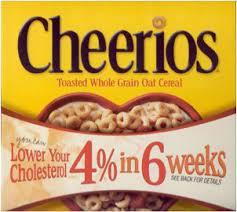 Cheerios
Toasted Whole Grain Oat Cereal
you can
Lower Your
Cholesterol
4% in 6 weeks
SEE BACK FOR DETAILS